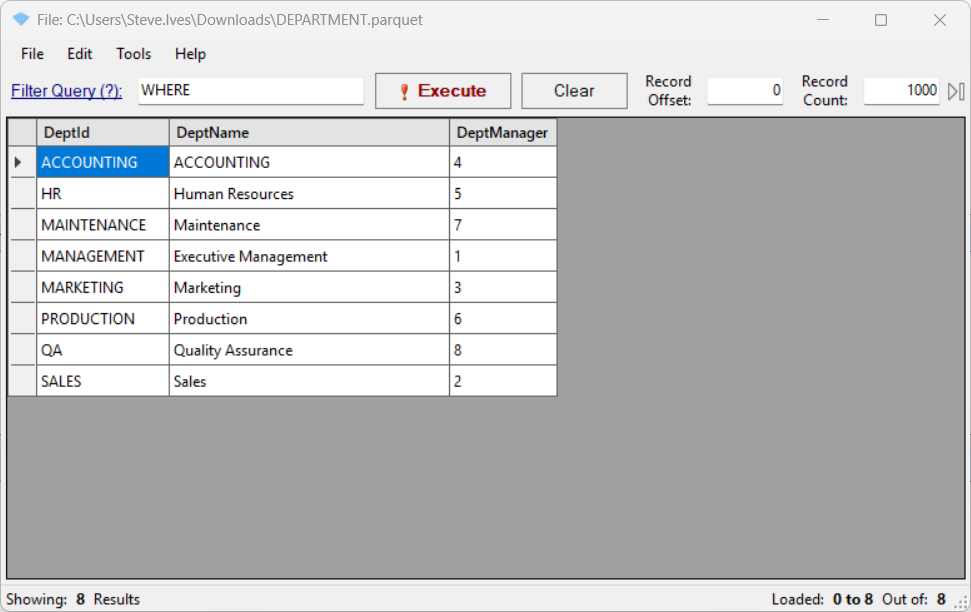 File: C:\Users\Steve.Ives\Downloads\DEPARTMENT.parquet
File Edit Tools Help
Filter Query (?): WHERE Execute Clear Record Offset: 0 Record Count: 1000
DeptId DeptName DeptManager
ACCOUNTING ACCOUNTING 4
HR Human Resources 5
MAINTENANCE Maintenance 7
MANAGEMENT Executive Management 1
MARKETING Marketing 3
PRODUCTION Production 6
QA Quality Assurance 8
SALES Sales 2
Showing: 8 Results Loaded: 0 to 8 Out of: 8